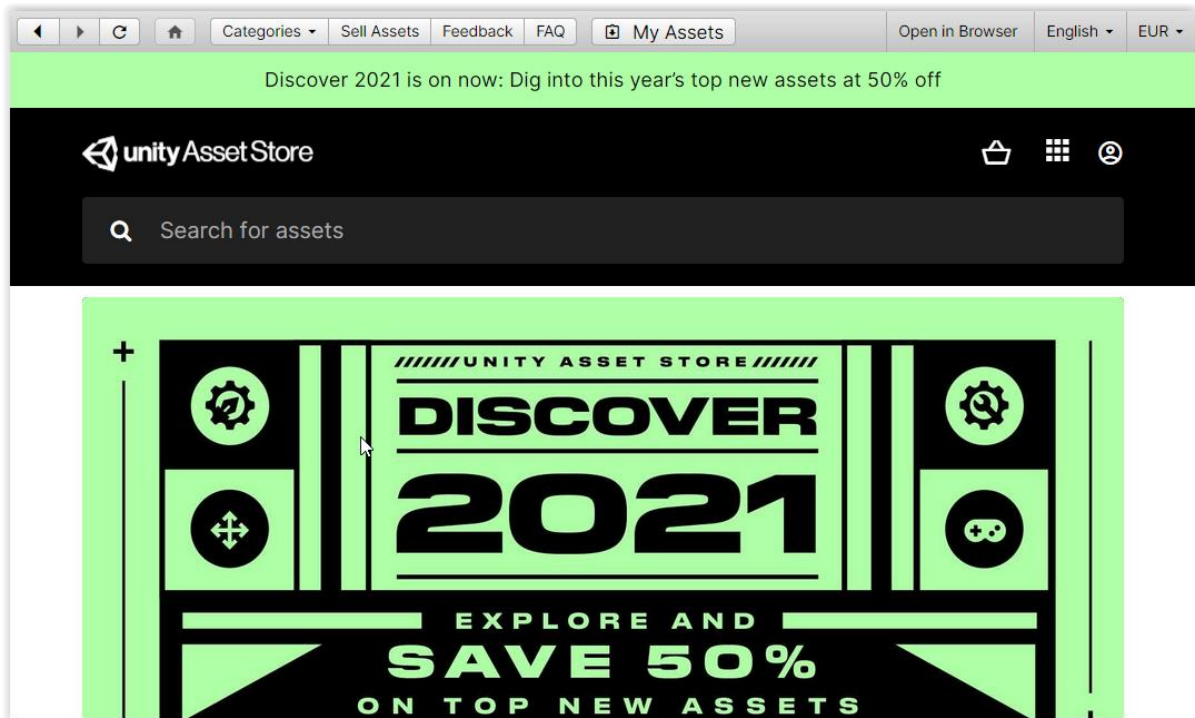 Categories Sell Assets Feedback FAQ My Assets Open in Browser English EUR
Discover 2021 is on now: Dig into this year's top new assets at 50% off
unity Asset Store
Search for assets
///////UNITY ASSET STORE///////
DISCOVER
2021
EXPLORE AND
SAVE 50%
ON TOP NEW ASSETS